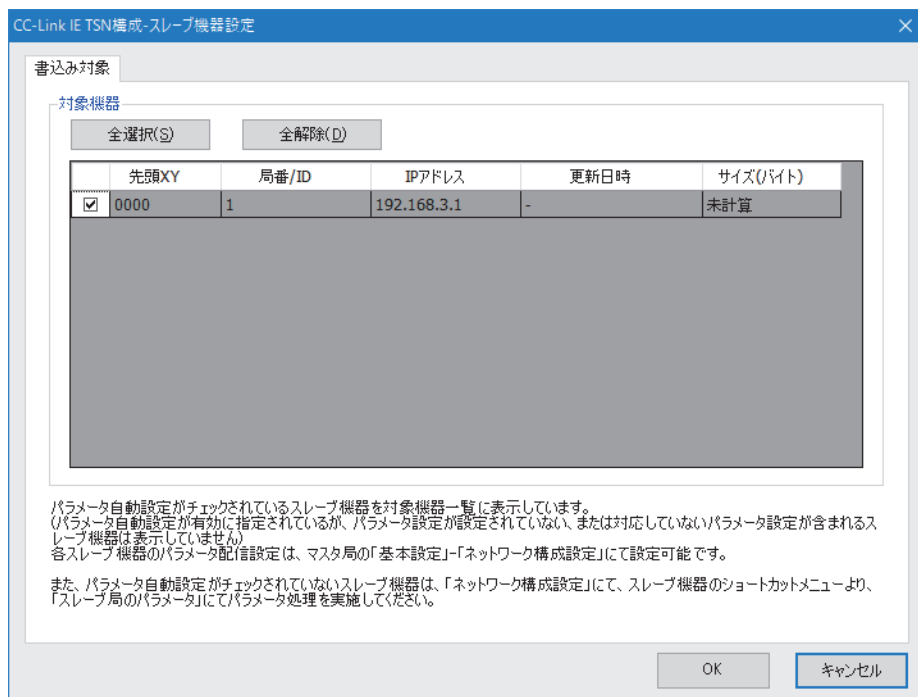 CC-Link IE TSN構成-スレーブ機器設定
書込み対象
対象機器
全選択(S) 全解除(D)
先頭XY 局番/ID IPアドレス 更新日時 サイズ(バイト)
0000 1 192.168.3.1 - 未計算
パラメータ自動設定がチェックされているスレーブ機器を対象機器一覧に表示しています。
(パラメータ自動設定が有効に指定されているが、パラメータ設定が設定されていない、または対応していないパラメータ設定が含まれるス
レーブ機器は表示していません)
各スレーブ機器のパラメータ配信設定は、マスタ局の「基本設定」-「ネットワーク構成設定」にて設定可能です。
また、パラメータ自動設定がチェックされていないスレーブ機器は、「ネットワーク構成設定」にて、スレーブ機器のショートカットメニューより、
「スレーブ局のパラメータ」にてパラメータ処理を実施してください。
OK キャンセル